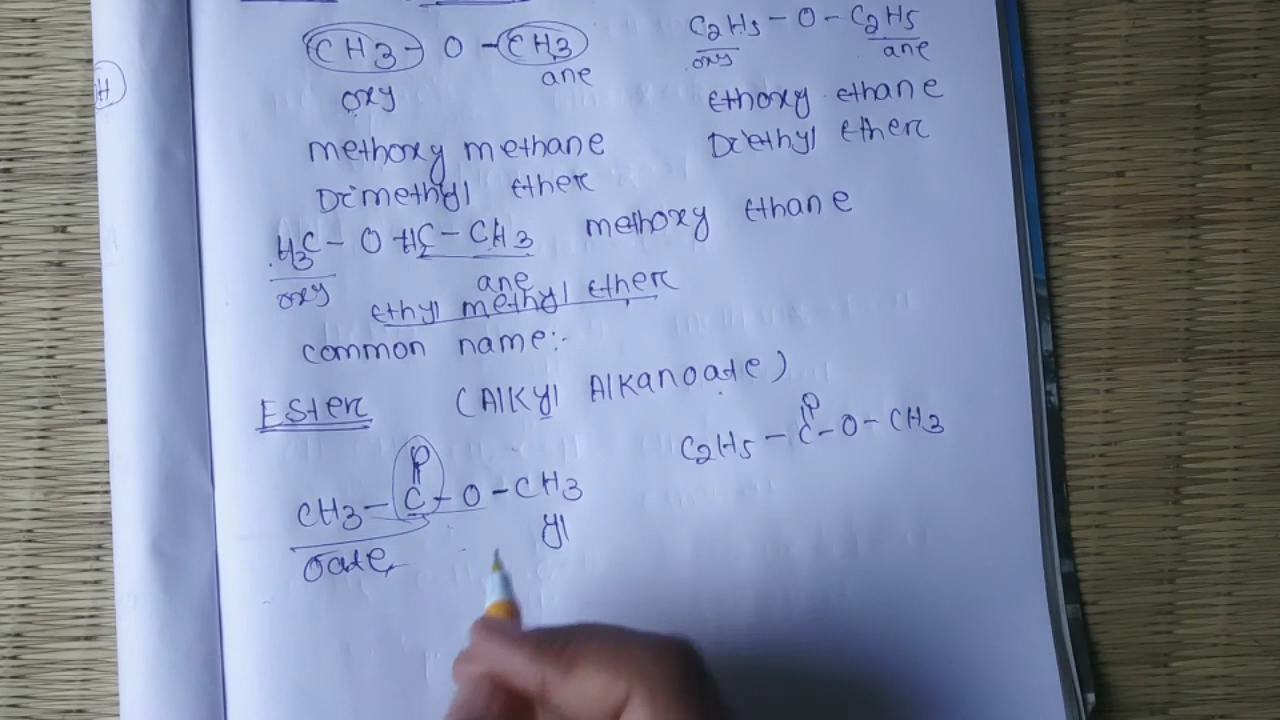 CH3 - O - CH3
oxy ane
methoxy methane
Dimethyl ether
C2H5 - O - C2H5
oxy ane
ethoxy ethane
Diethyl ether
H3C - O - H2C - CH3 methoxy ethane
oxy ane
ethyl methyl ether
common name:-
Ester (Alkyl Alkanoate)
O
CH3 - C - O - CH3
oate yl
O
C2H5 - C - O - CH3